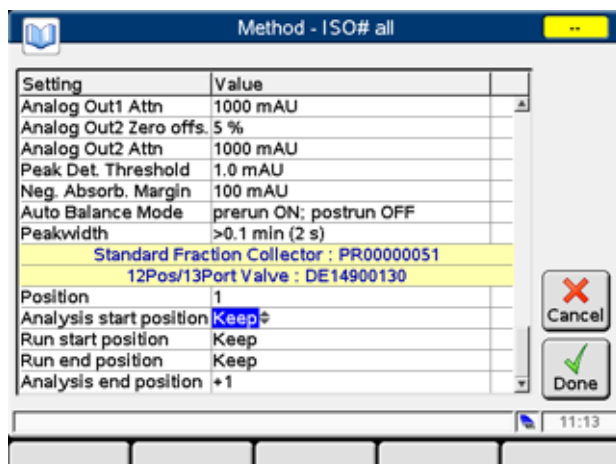 Method - ISO# all
--
Setting Value
Analog Out1 Attn 1000 mAU
Analog Out2 Zero offs. 5 %
Analog Out2 Attn 1000 mAU
Peak Det. Threshold 1.0 mAU
Neg. Absorb. Margin 100 mAU
Auto Balance Mode prerun ON; postrun OFF
Peakwidth >0.1 min (2 s)
Standard Fraction Collector : PR00000051
12Pos/13Port Valve : DE14900130
Position 1
Analysis start position Keep
Run start position Keep
Run end position Keep
Analysis end position +1
Cancel
Done
11:13